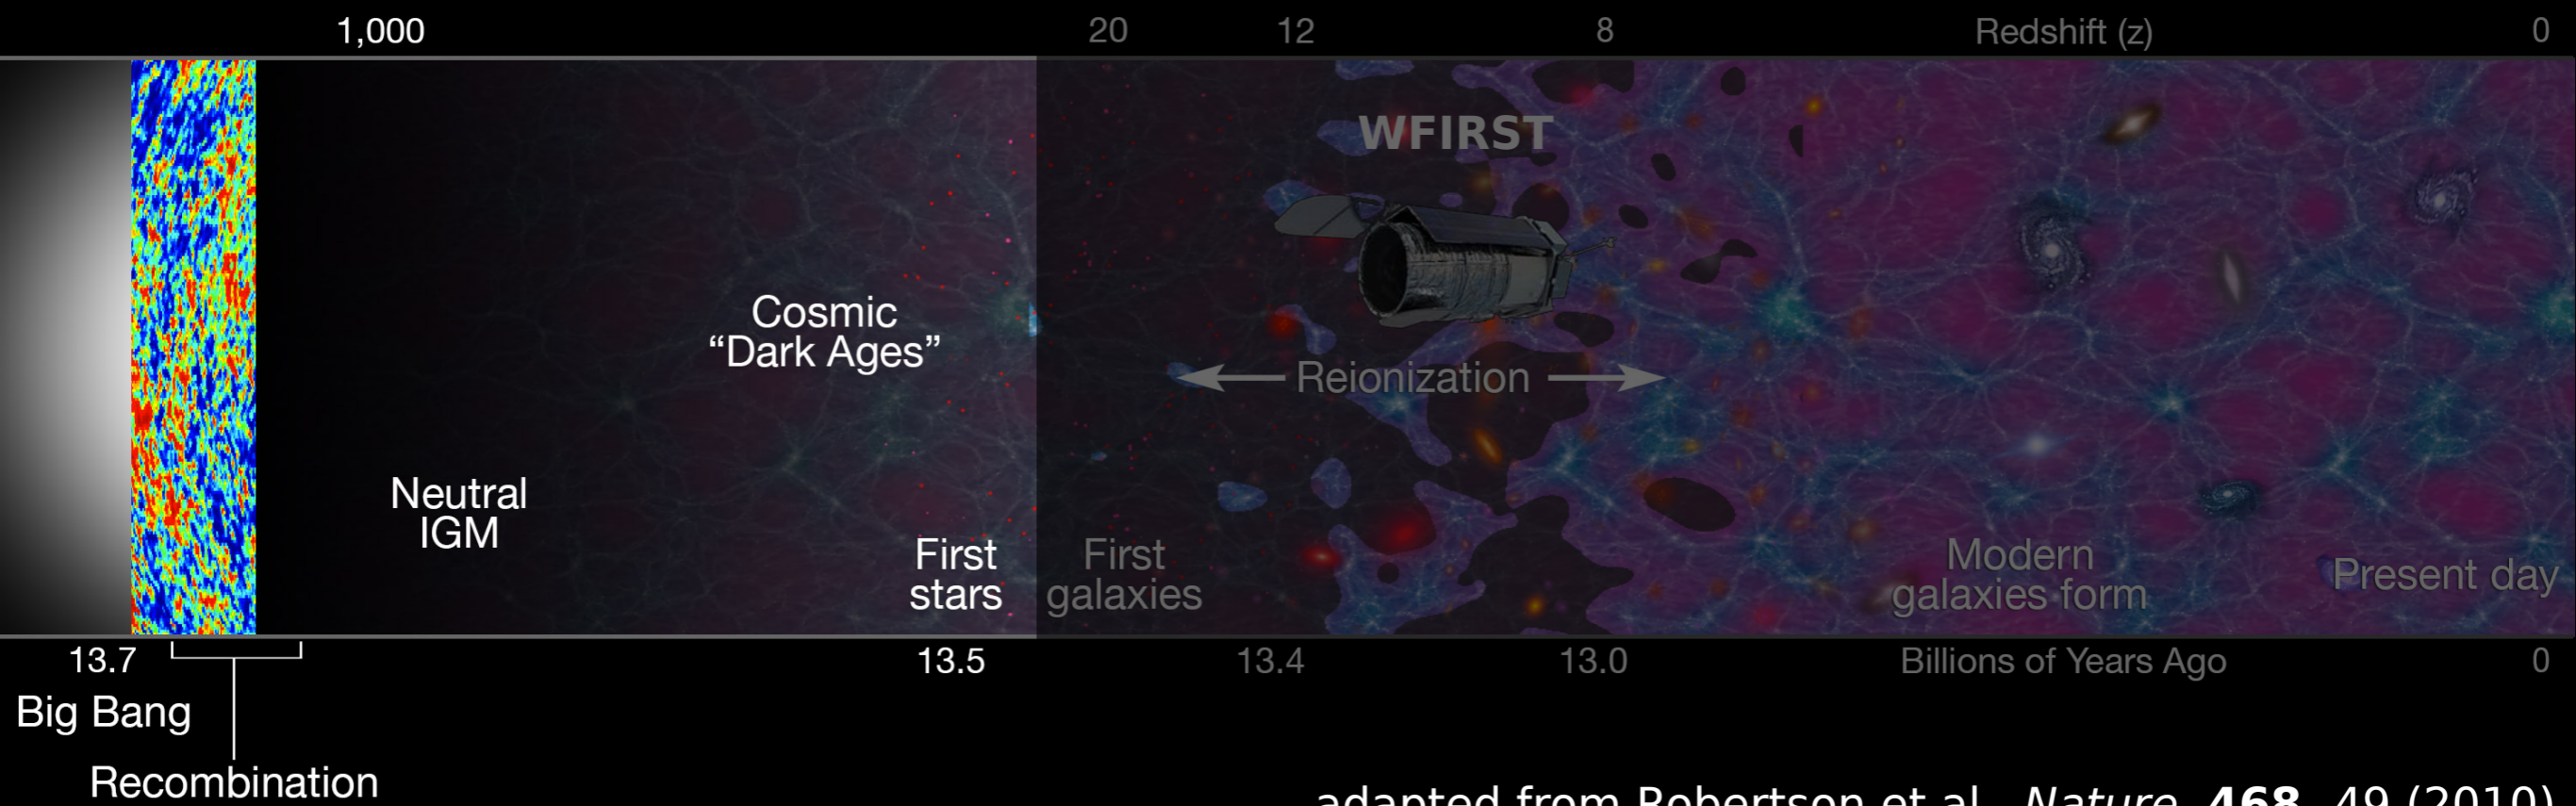 1,000 20 12 8 Redshift (z) 0
WFIRST
Cosmic
“Dark Ages”
Reionization
Neutral
IGM
First
stars
First
galaxies
Modern
galaxies form
Present day
13.7 13.5 13.4 13.0 Billions of Years Ago 0
Big Bang
Recombination
adapted from Robertson et al., Nature, 468, 49 (2010)